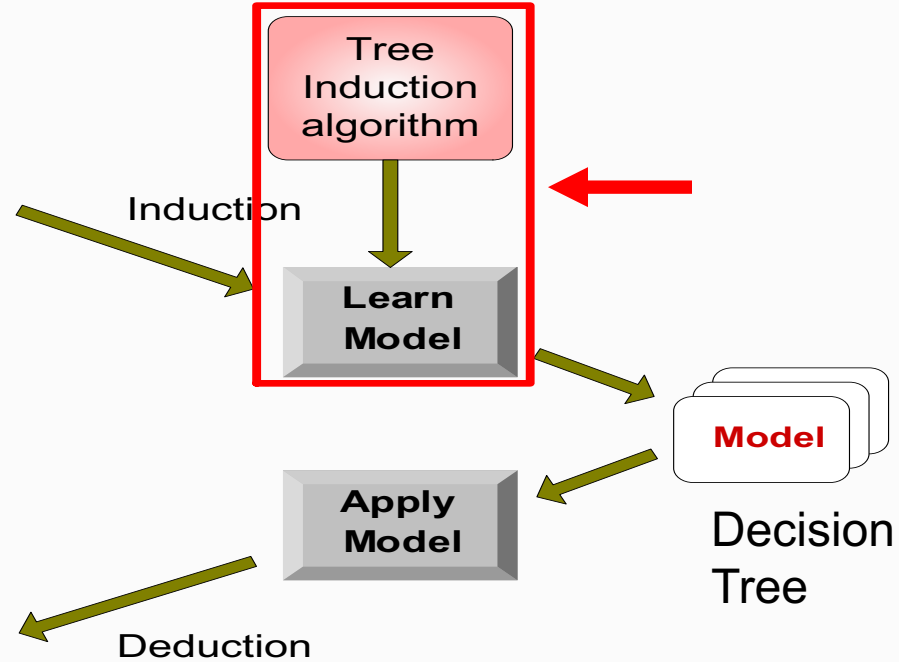 Tree
Induction
algorithm
Induction
Learn
Model
Model
Decision
Tree
Apply
Model
Deduction